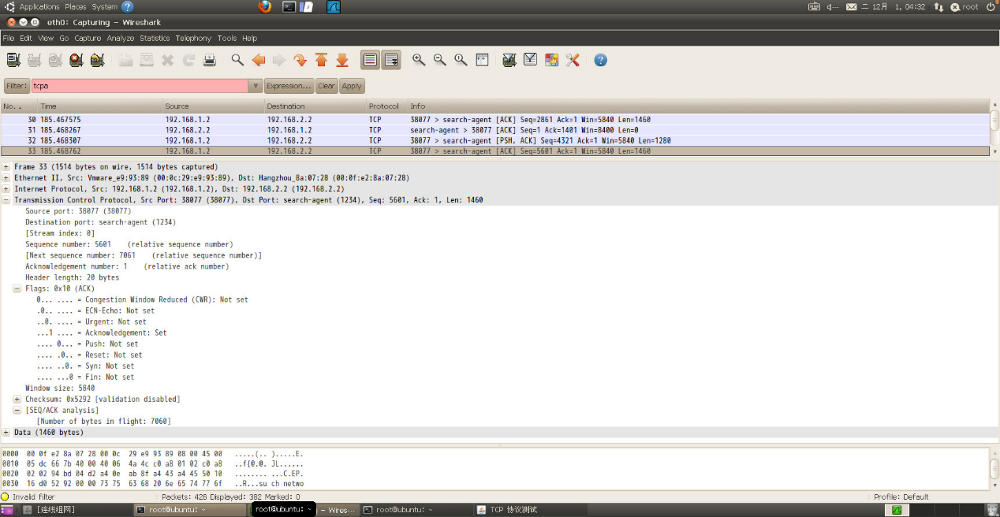 Applications Places System
二 12月 1, 04:32 root
eth0: Capturing - Wireshark
File Edit View Go Capture Analyze Statistics Telephony Tools Help
Filter: tcpa Expression... Clear Apply
No. . Time Source Destination Protocol Info
30 185.467575 192.168.1.2 192.168.2.2 TCP 38077 > search-agent [ACK] Seq=2861 Ack=1 Win=5840 Len=1460
31 185.468267 192.168.2.2 192.168.1.2 TCP search-agent > 38077 [ACK] Seq=1 Ack=1401 Win=8400 Len=0
32 185.468307 192.168.1.2 192.168.2.2 TCP 38077 > search-agent [PSH, ACK] Seq=4321 Ack=1 Win=5840 Len=1280
33 185.468762 192.168.1.2 192.168.2.2 TCP 38077 > search-agent [ACK] Seq=5601 Ack=1 Win=5840 Len=1460
Frame 33 (1514 bytes on wire, 1514 bytes captured)
Ethernet II, Src: Vmware_e9:93:89 (00:0c:29:e9:93:89), Dst: Hangzhou_8a:07:28 (00:0f:e2:8a:07:28)
Internet Protocol, Src: 192.168.1.2 (192.168.1.2), Dst: 192.168.2.2 (192.168.2.2)
Transmission Control Protocol, Src Port: 38077 (38077), Dst Port: search-agent (1234), Seq: 5601, Ack: 1, Len: 1460
Source port: 38077 (38077)
Destination port: search-agent (1234)
[Stream index: 0]
Sequence number: 5601 (relative sequence number)
[Next sequence number: 7061 (relative sequence number)]
Acknowledgement number: 1 (relative ack number)
Header length: 20 bytes
Flags: 0x10 (ACK)
0... .... = Congestion Window Reduced (CWR): Not set
.0.. .... = ECN-Echo: Not set
..0. .... = Urgent: Not set
...1 .... = Acknowledgement: Set
.... 0... = Push: Not set
.... .0.. = Reset: Not set
.... ..0. = Syn: Not set
.... ...0 = Fin: Not set
Window size: 5840
Checksum: 0x5292 [validation disabled]
[SEQ/ACK analysis]
[Number of bytes in flight: 7060]
Data (1460 bytes)
0000 00 0f e2 8a 07 28 00 0c 29 e9 93 89 08 00 45 00 .....(.. ).....E.
0010 05 dc 66 7b 40 00 40 06 4a 4c c0 a8 01 02 c0 a8 ..f{@.@. JL......
0020 02 02 94 bd 04 d2 a4 0e ab 8f a4 43 a4 45 50 10 ........ ...C.EP.
0030 16 d0 52 92 00 00 73 75 63 68 20 6e 65 74 77 6f ..R...su ch netwo
Invalid filter Packets: 426 Displayed: 382 Marked: 0 Profile: Default
[连线组网] root@ubuntu: ~ root@ubuntu: ~ - Wires... root@ubuntu: ~ TCP 协议测试